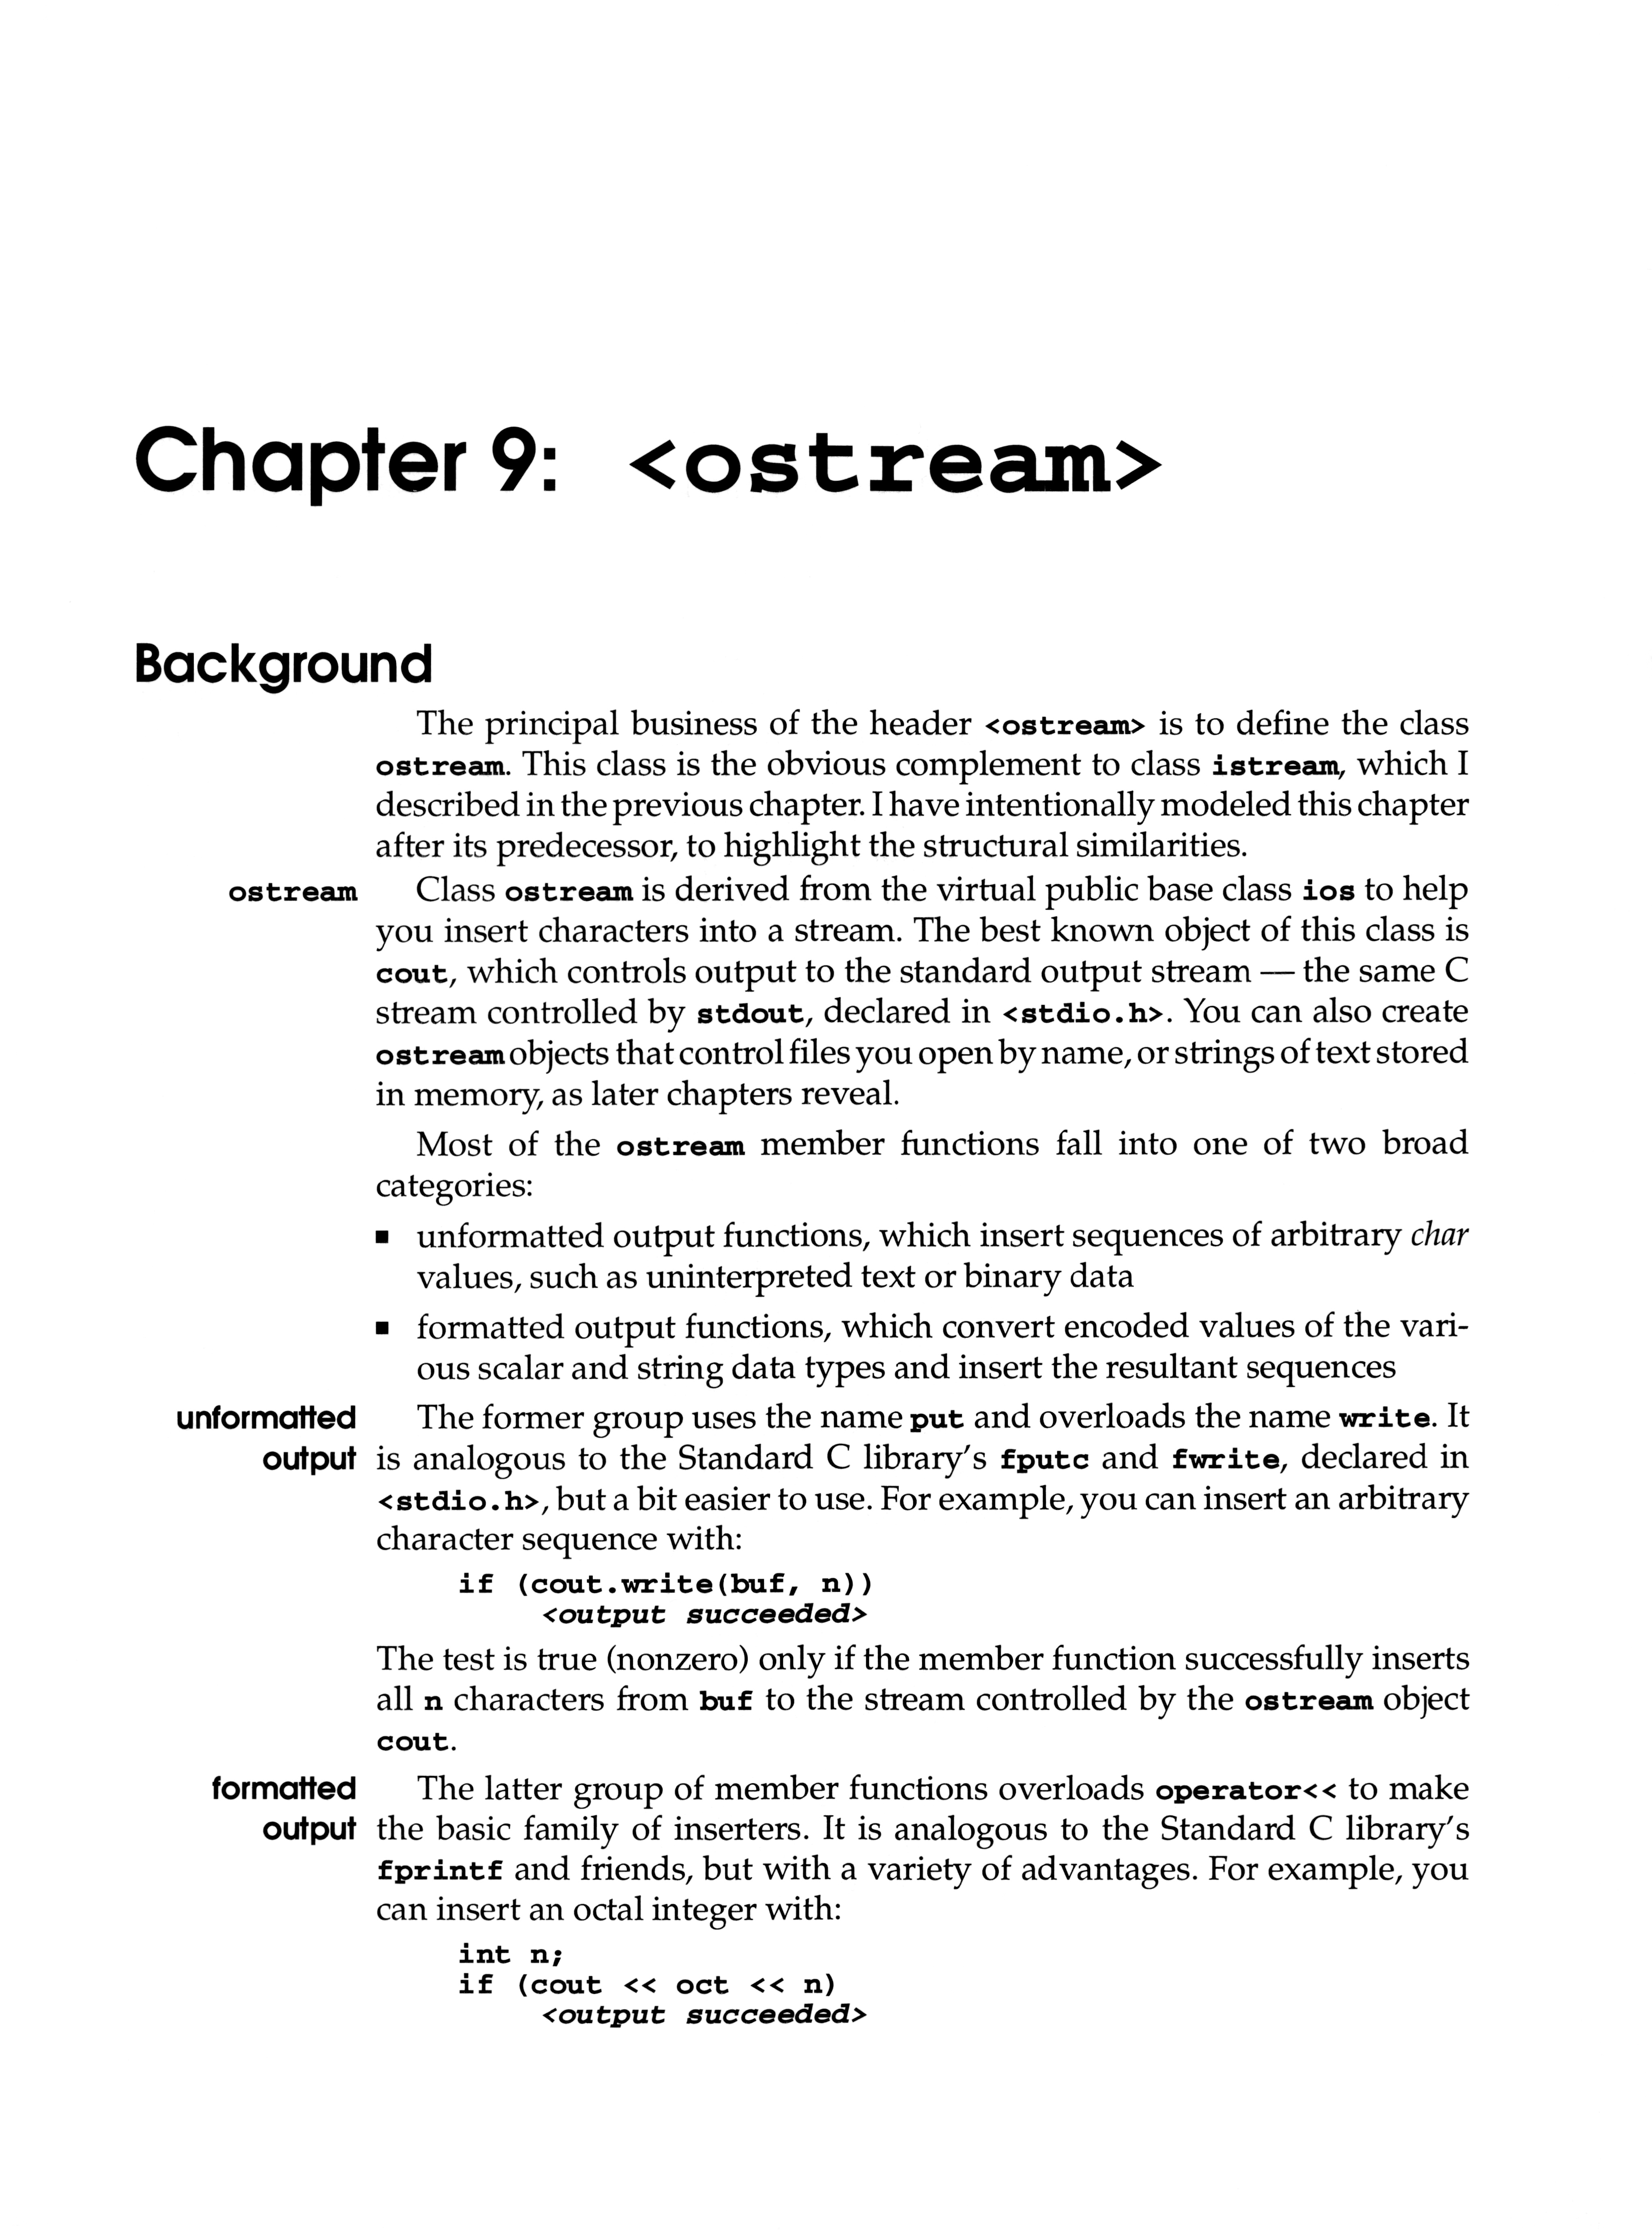 Chapter 9: <ostream>
Background
The principal business of the header <ostream> is to define the class
ostream. This class is the obvious complement to class istream, which I
described in the previous chapter. I have intentionally modeled this chapter
after its predecessor, to highlight the structural similarities.
ostream Class ostream is derived from the virtual public base class ios to help
you insert characters into a stream. The best known object of this class is
cout, which controls output to the standard output stream — the same C
stream controlled by stdout, declared in <stdio.h>. You can also create
ostream objects that control files you open by name, or strings of text stored
in memory, as later chapters reveal.
Most of the ostream member functions fall into one of two broad
categories:
■ unformatted output functions, which insert sequences of arbitrary char
values, such as uninterpreted text or binary data
■ formatted output functions, which convert encoded values of the vari-
ous scalar and string data types and insert the resultant sequences
unformatted The former group uses the name put and overloads the name write. It
output is analogous to the Standard C library's fputc and fwrite, declared in
<stdio.h>, but a bit easier to use. For example, you can insert an arbitrary
character sequence with:
if (cout.write(buf, n))
<output succeeded>
The test is true (nonzero) only if the member function successfully inserts
all n characters from buf to the stream controlled by the ostream object
cout.
formatted The latter group of member functions overloads operator<< to make
output the basic family of inserters. It is analogous to the Standard C library's
fprintf and friends, but with a variety of advantages. For example, you
can insert an octal integer with:
int n;
if (cout << oct << n)
<output succeeded>